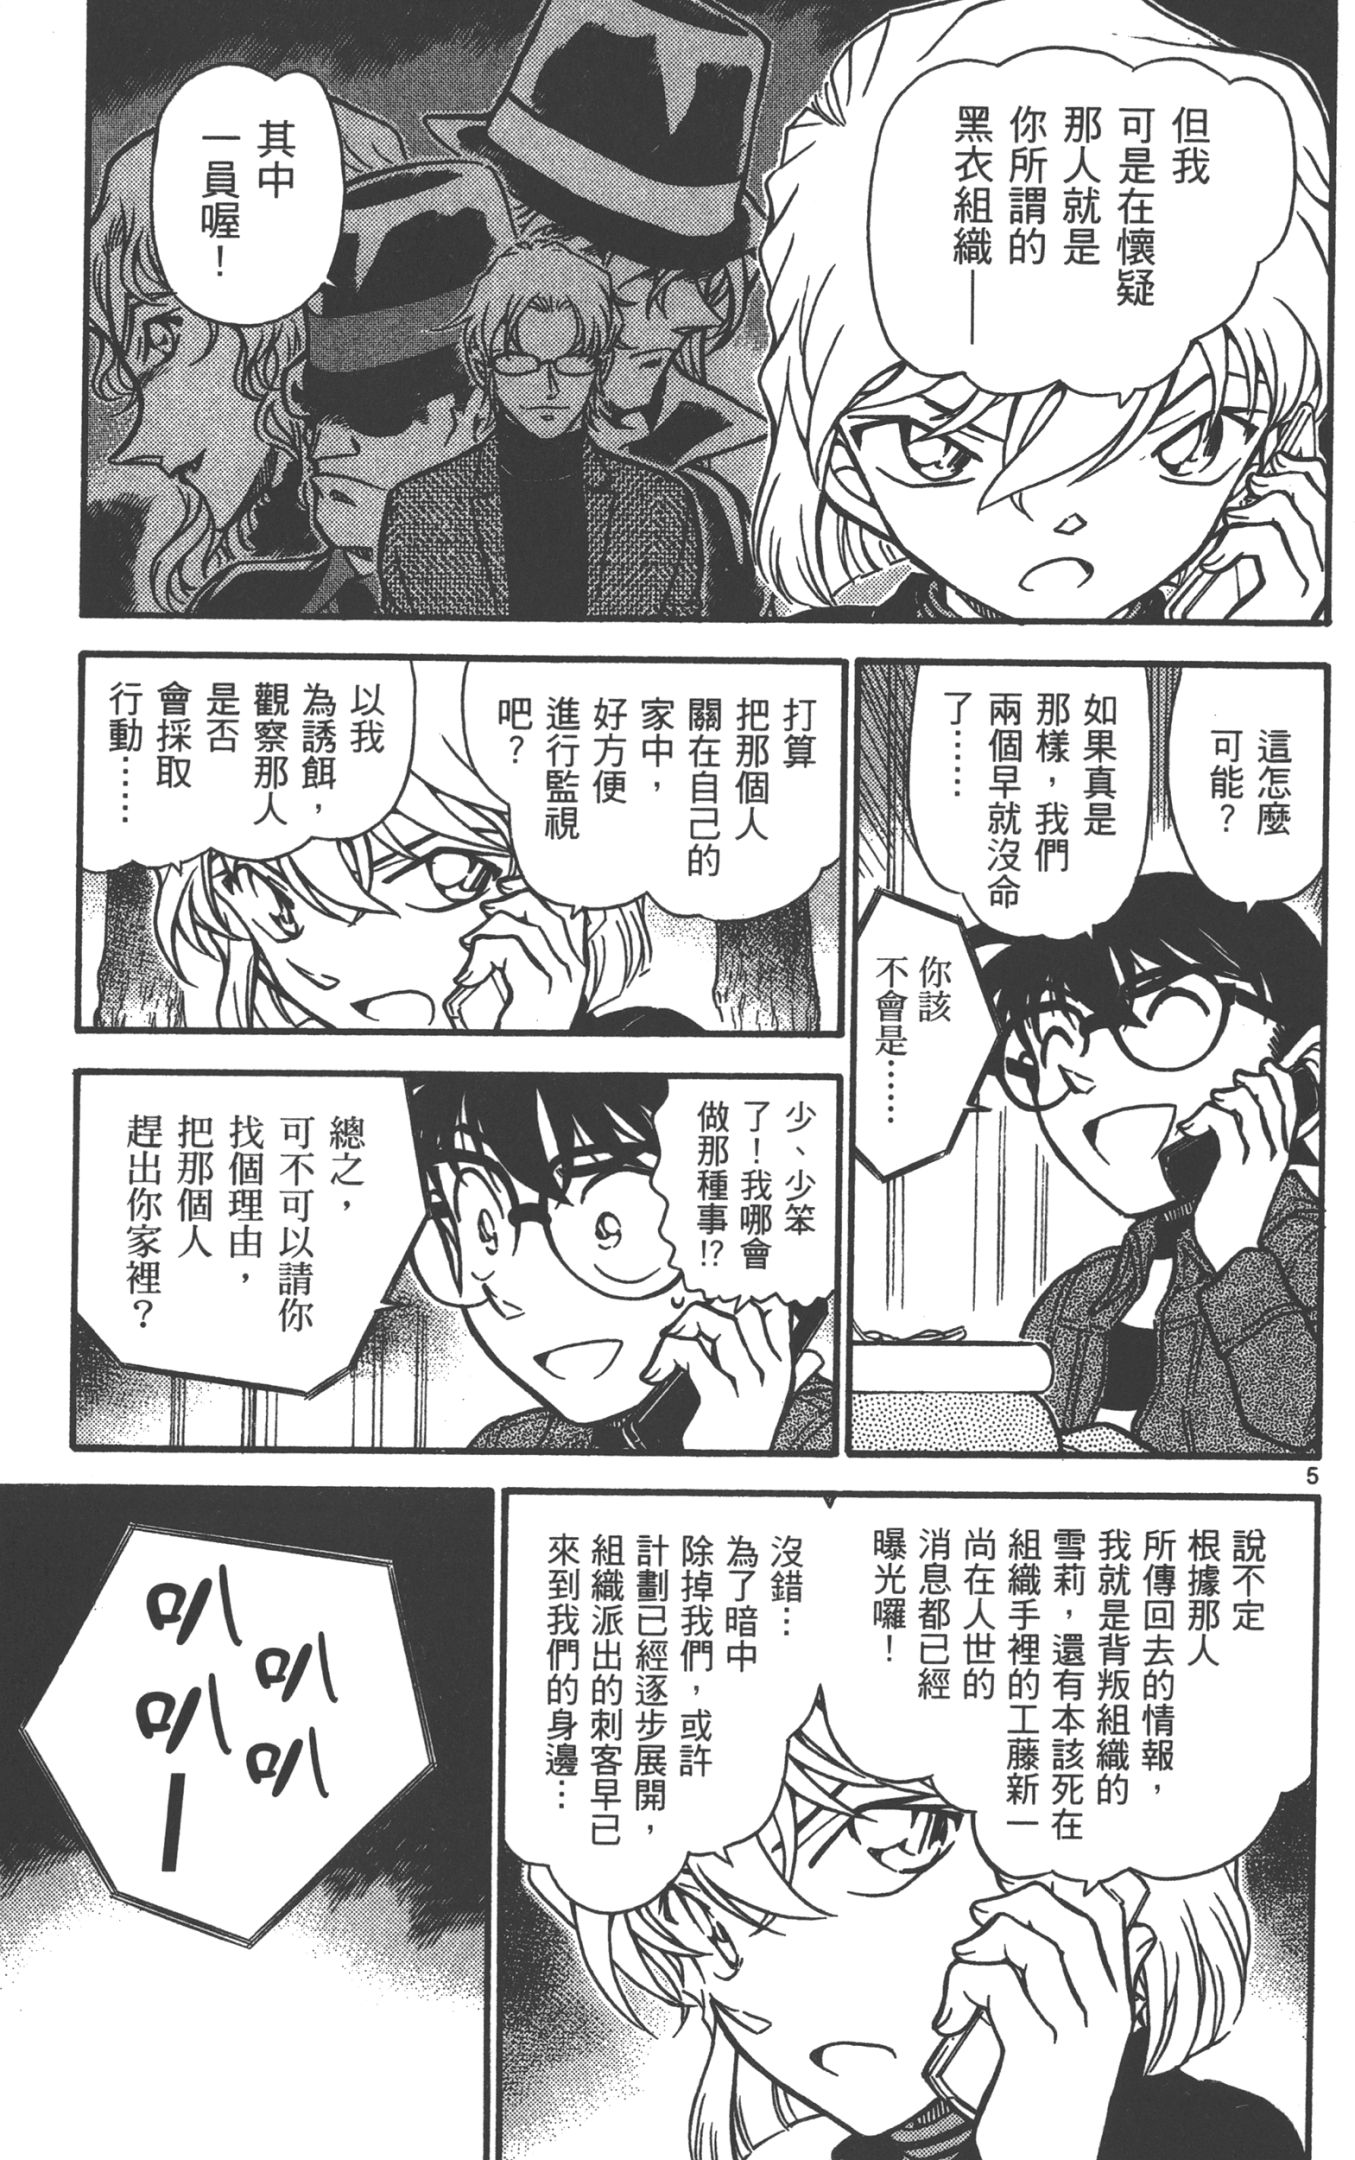 但我
可是在懷疑
那人就是
你所謂的
黑衣組織—
其中
一員喔！
這怎麼
可能？
如果真是
那樣，我們
兩個早就沒命
了……
你該
不會是……
打算
把那個人
關在自己的
家中，
好方便
進行監視
吧？
以我
為誘餌，
觀察那人
是否
會採取
行動……
少、少笨
了！我哪會
做那種事!?
總之，
可不可以請你
找個理由，
把那個人
趕出你家裡？
5
說不定
根據那人
所傳回去的情報，
我就是背叛組織的
雪莉，還有本該死在
組織手裡的工藤新一
尚在人世的
消息都已經
曝光囉！
沒錯…
為了暗中
除掉我們，或許
計劃已經逐步展開，
組織派出的刺客早已
來到我們的身邊…
叭叭
叭叭
—